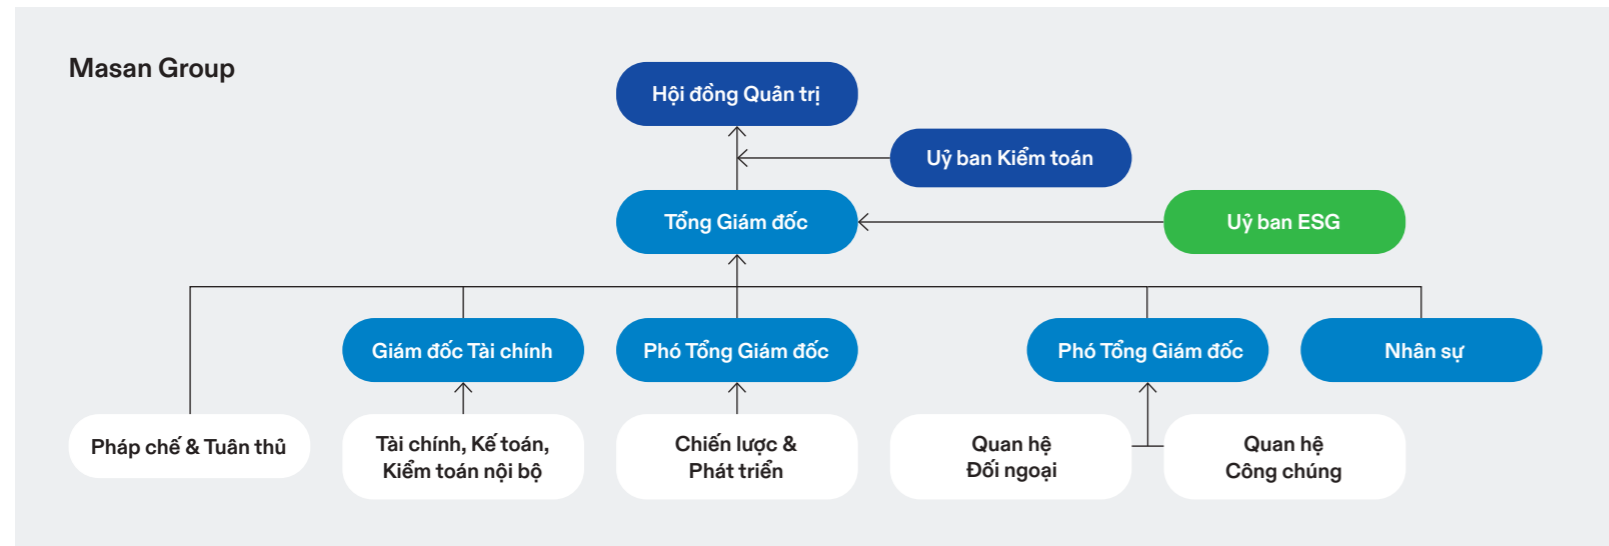 Masan Group
Hội đồng Quản trị
Uỷ ban Kiểm toán
Tổng Giám đốc
Uỷ ban ESG
Giám đốc Tài chính
Phó Tổng Giám đốc
Phó Tổng Giám đốc
Nhân sự
Pháp chế & Tuân thủ
Tài chính, Kế toán,
Kiểm toán nội bộ
Chiến lược &
Phát triển
Quan hệ
Đối ngoại
Quan hệ
Công chúng